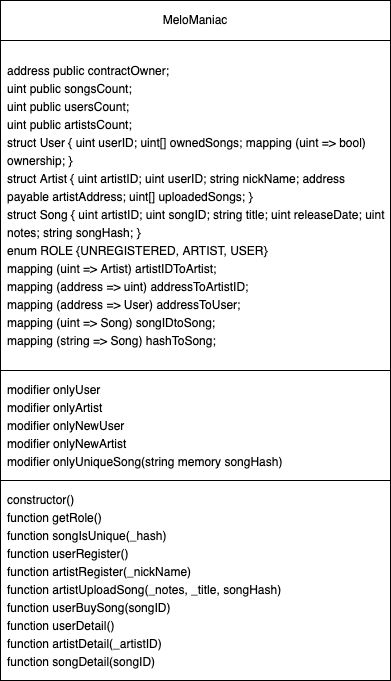 MeloManiac
address public contractOwner;
uint public songsCount;
uint public usersCount;
uint public artistsCount;
struct User { uint userID; uint[] ownedSongs; mapping (uint => bool)
ownership; }
struct Artist { uint artistID; uint userID; string nickName; address
payable artistAddress; uint[] uploadedSongs; }
struct Song { uint artistID; uint songID; string title; uint releaseDate; uint
notes; string songHash; }
enum ROLE {UNREGISTERED, ARTIST, USER}
mapping (uint => Artist) artistIDToArtist;
mapping (address => uint) addressToArtistID;
mapping (address => User) addressToUser;
mapping (uint => Song) songIDtoSong;
mapping (string => Song) hashToSong;
modifier onlyUser
modifier onlyArtist
modifier onlyNewUser
modifier onlyNewArtist
modifier onlyUniqueSong(string memory songHash)
constructor()
function getRole()
function songIsUnique(_hash)
function userRegister()
function artistRegister(_nickName)
function artistUploadSong(_notes, _title, songHash)
function userBuySong(songID)
function userDetail()
function artistDetail(_artistID)
function songDetail(songID)